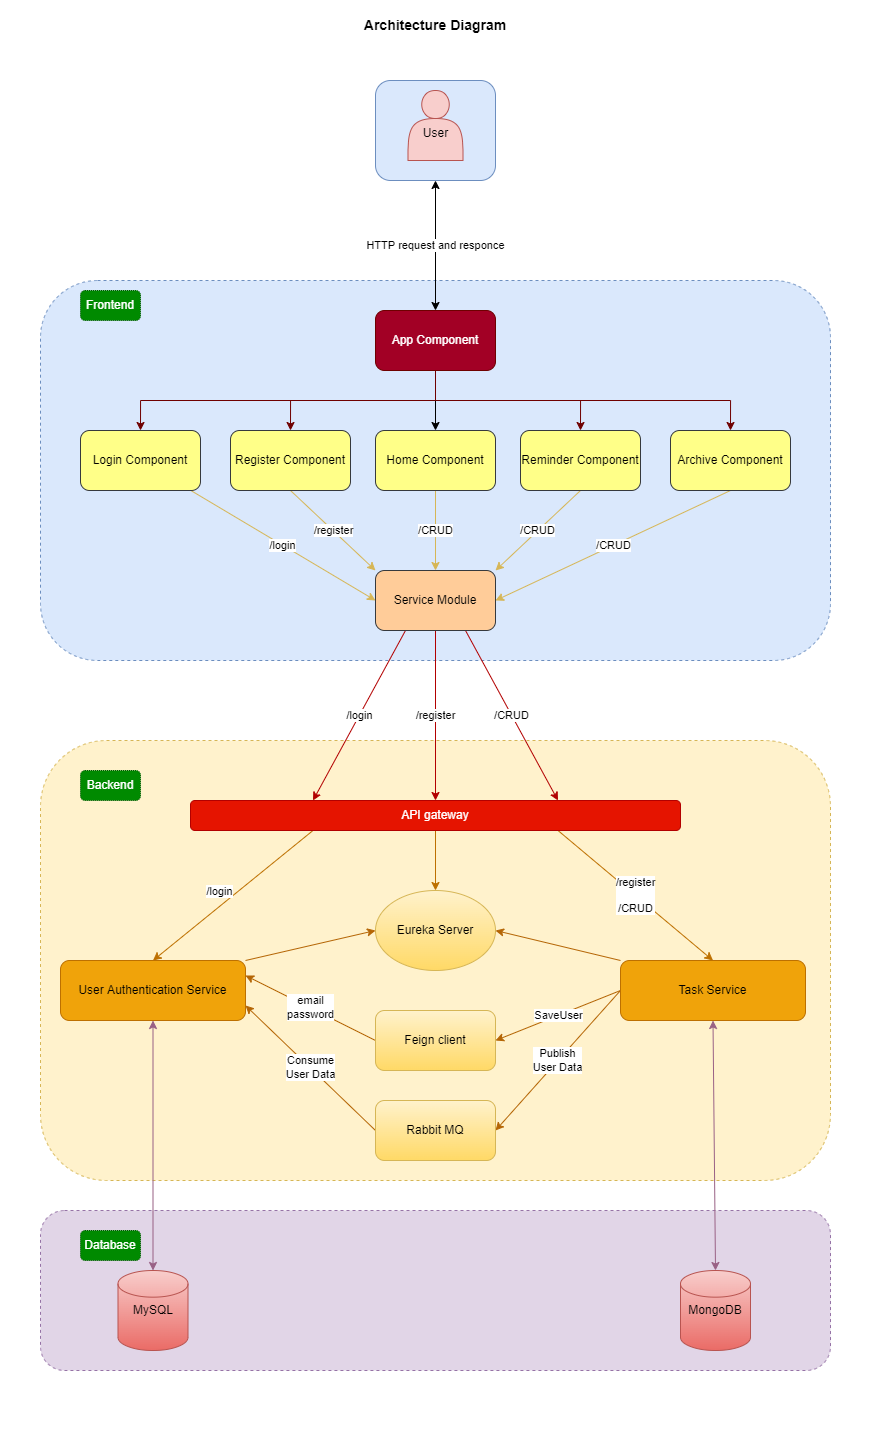 Architecture Diagram
User
HTTP request and responce
Frontend
App Component
Login Component
Register Component
Home Component
Reminder Component
Archive Component
/register
/CRUD
/CRUD
/login
/CRUD
Service Module
/login
/register
/CRUD
Backend
API gateway
/login
/register
/CRUD
Eureka Server
User Authentication Service
Task Service
email
password
SaveUser
Feign client
Consume
User Data
Publish
User Data
Rabbit MQ
Database
MySQL
MongoDB